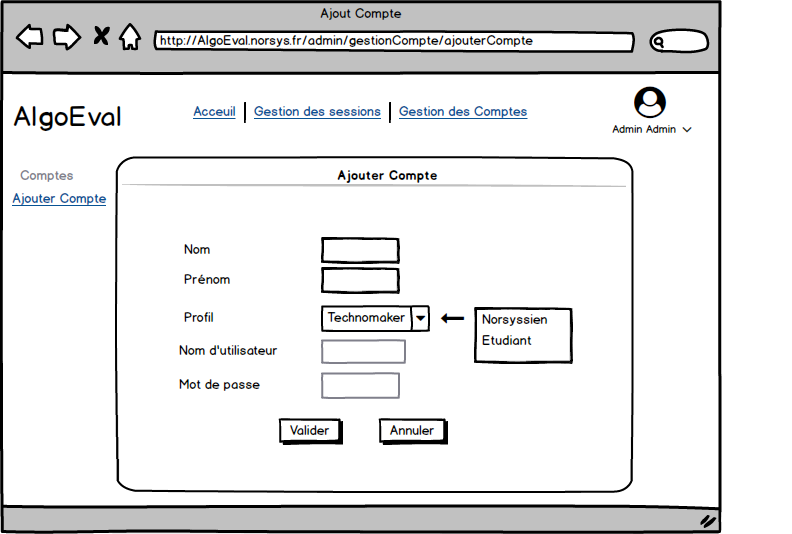 Ajout Compte
http://AlgoEval.norsys.fr/admin/gestionCompte/ajouterCompte
AlgoEval
Acceuil
Gestion des sessions
Gestion des Comptes
Admin Admin
Comptes
Ajouter Compte
Ajouter Compte
Nom
Prénom
Profil
Technomaker
Norsyssien
Etudiant
Nom d'utilisateur
Mot de passe
Valider
Annuler